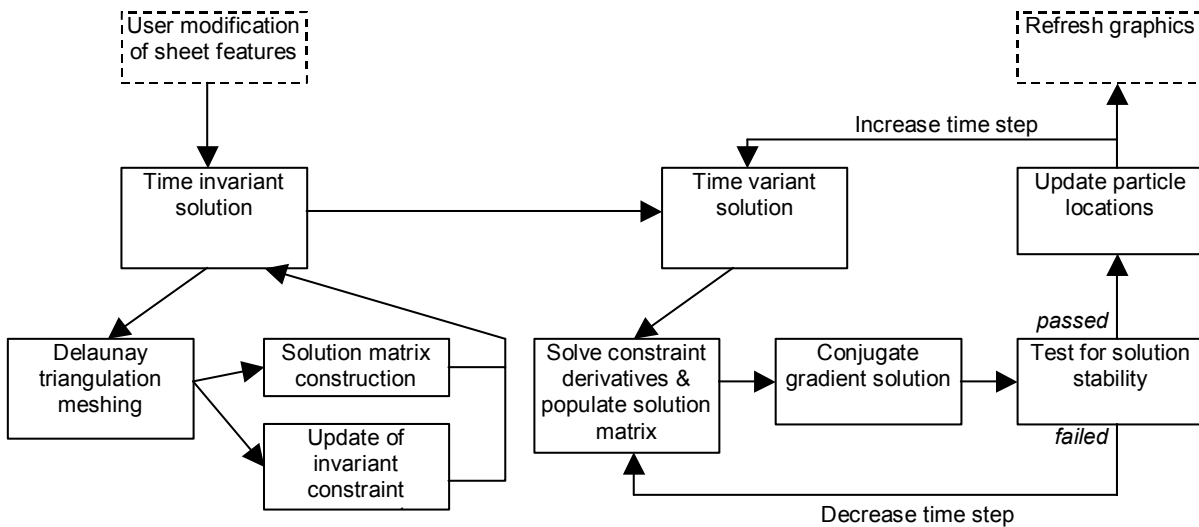 User modification
of sheet features
Refresh graphics
Increase time step
Time invariant
solution
Time variant
solution
Update particle
locations
passed
Delaunay
triangulation
meshing
Solution matrix
construction
Update of
invariant
constraint
Solve constraint
derivatives &
populate solution
matrix
Conjugate
gradient solution
Test for solution
stability
failed
Decrease time step